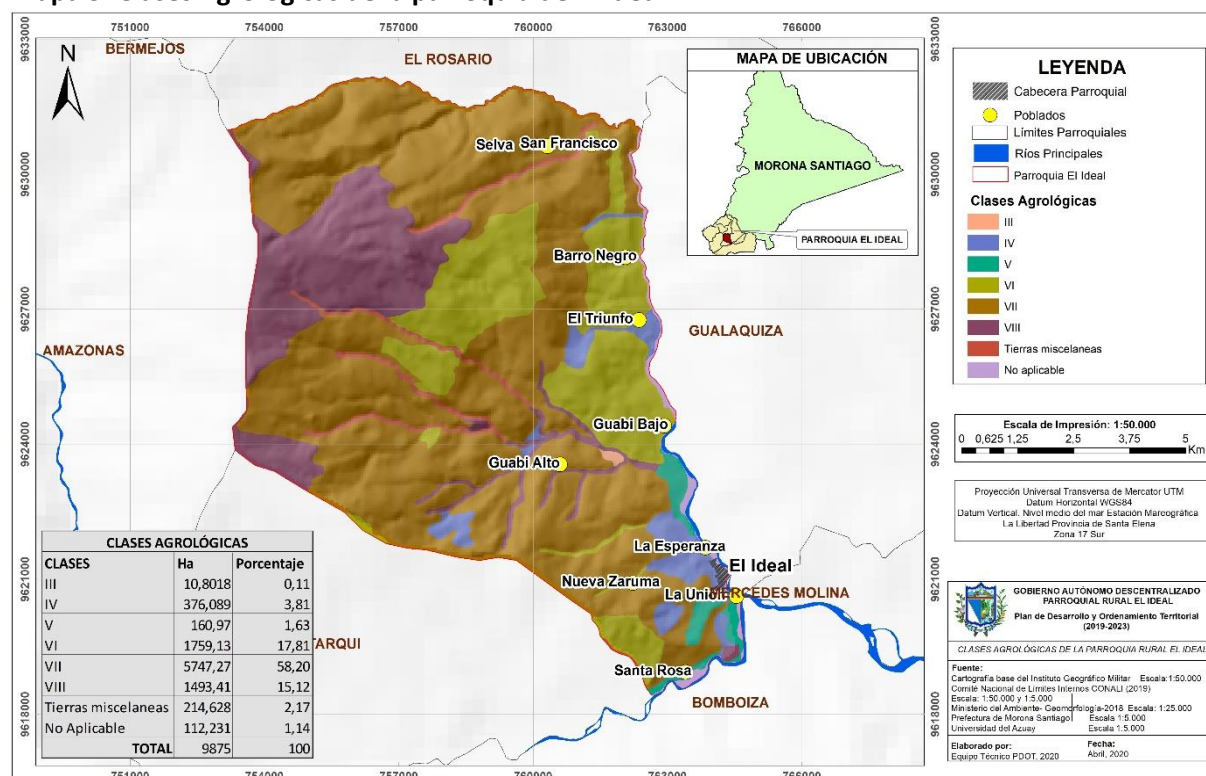 751000 754000 757000 760000 763000 766000
9633000
9630000
9627000
9624000
9621000
9618000
N
BERMEJOS
EL ROSARIO
Selva San Francisco
Barro Negro
El Triunfo
GUALAQUIZA
AMAZONAS
Guabi Bajo
Guabi Alto
La Esperanza
El Ideal
Nueva Zaruma
MERCEDES MOLINA
Santa Rosa
BOMBOIZA
MAPA DE UBICACIÓN
MORONA SANTIAGO
PARROQUIA EL IDEAL
CLASES AGROLÓGICAS
CLASES Ha Porcentaje
III 10,8018 0,11
IV 376,089 3,81
V 160,97 1,63
VI 1759,13 17,81
VII 5747,27 58,20
VIII 1493,41 15,12
Tierras miscelaneas 214,628 2,17
No Aplicable 112,231 1,14
TOTAL 9875 100
751000 754000 757000 760000 763000 766000
9633000
9630000
9627000
9624000
9621000
9618000
LEYENDA
Cabecera Parroquial
Poblados
Límites Parroquiales
Ríos Principales
Parroquia El Ideal
Clases Agrológicas
III
IV
V
VI
VII
VIII
Tierras miscelaneas
No aplicable
Escala de Impresión: 1:50.000
0 0,625 1,25 2,5 3,75 5
Km
Proyección Universal Transversa de Mercator UTM
Datum Horizontal WGS84
Datum Vertical. Nivel medio del mar Estación Mareográfica
La Libertad Provincia de Santa Elena
Zona 17 Sur
GOBIERNO AUTÓNOMO DESCENTRALIZADO
PARROQUIAL RURAL EL IDEAL
Plan de Desarrollo y Ordenamiento Territorial
(2019-2023)
CLASES AGROLÓGICAS DE LA PARROQUIA RURAL EL IDEAL
Fuente:
Cartografía base del Instituto Geográfico Militar Escala:1:50.000
Comité Nacional de Límites Internos CONALI (2019)
Escala: 1:50.000 y 1:5.000
Ministerio del Ambiente- Geomorfología-2018 Escala: 1:25.000
Prefectura de Morona Santiago Escala 1:5.000
Universidad del Azuay Escala 1:5.000
Elaborado por:
Equipo Técnico PDOT, 2020
Fecha:
Abril, 2020